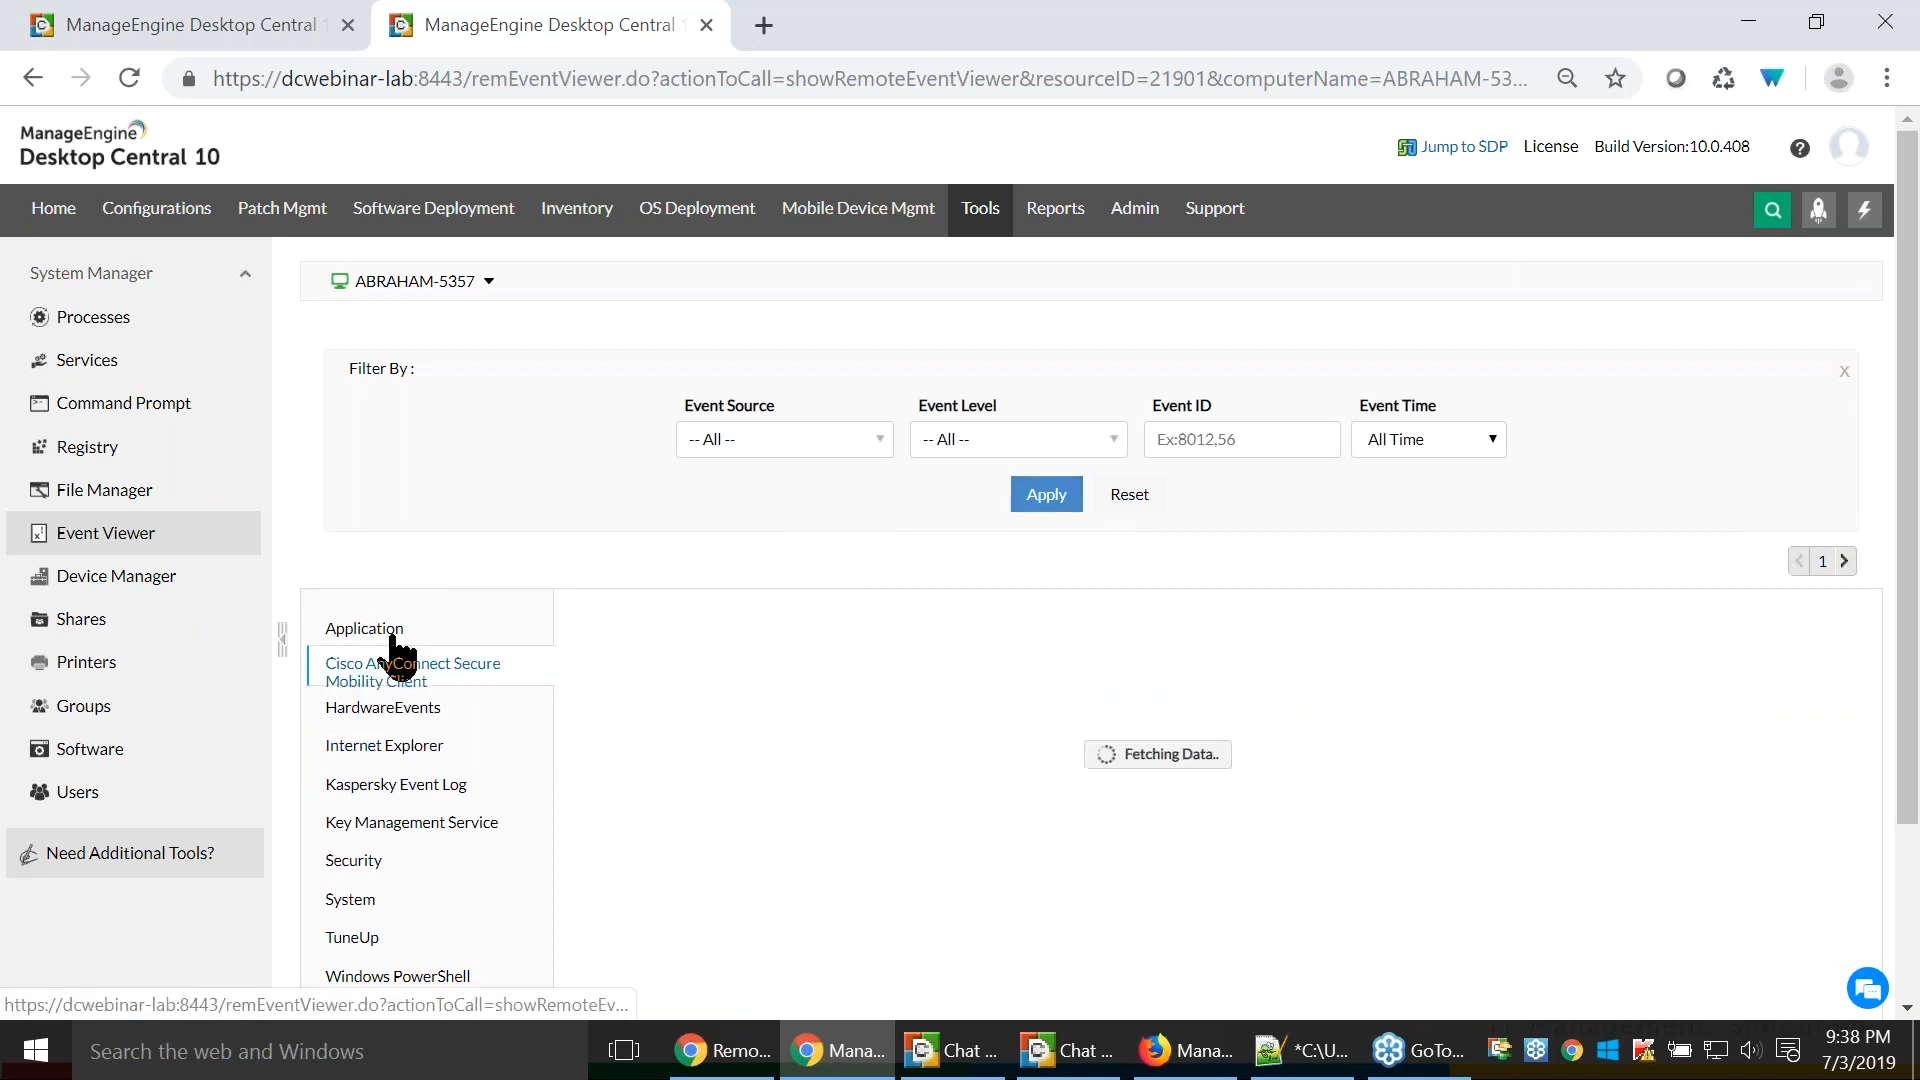 ManageEngine Desktop Central
ManageEngine Desktop Central
https://dcwebinar-lab:8443/remEventViewer.do?actionToCall=showRemoteEventViewer&resourceID=21901&computerName=ABRAHAM-53...
ManageEngine
Desktop Central 10
Jump to SDP License Build Version:10.0.408
Home Configurations Patch Mgmt Software Deployment Inventory OS Deployment Mobile Device Mgmt Tools Reports Admin Support
System Manager
Processes
Services
Command Prompt
Registry
File Manager
Event Viewer
Device Manager
Shares
Printers
Groups
Software
Users
Need Additional Tools?
ABRAHAM-5357
Filter By :
X
Event Source Event Level Event ID Event Time
-- All -- -- All -- Ex:8012,56 All Time
Apply Reset
1
Application
Cisco AnyConnect Secure
Mobility Client
HardwareEvents
Internet Explorer
Kaspersky Event Log
Key Management Service
Security
System
TuneUp
Windows PowerShell
Fetching Data..
https://dcwebinar-lab:8443/remEventViewer.do?actionToCall=showRemoteEv...
Search the web and Windows
Remo... Mana... Chat ... Chat ... Mana... *C:\U... GoTo...
9:38 PM
7/3/2019